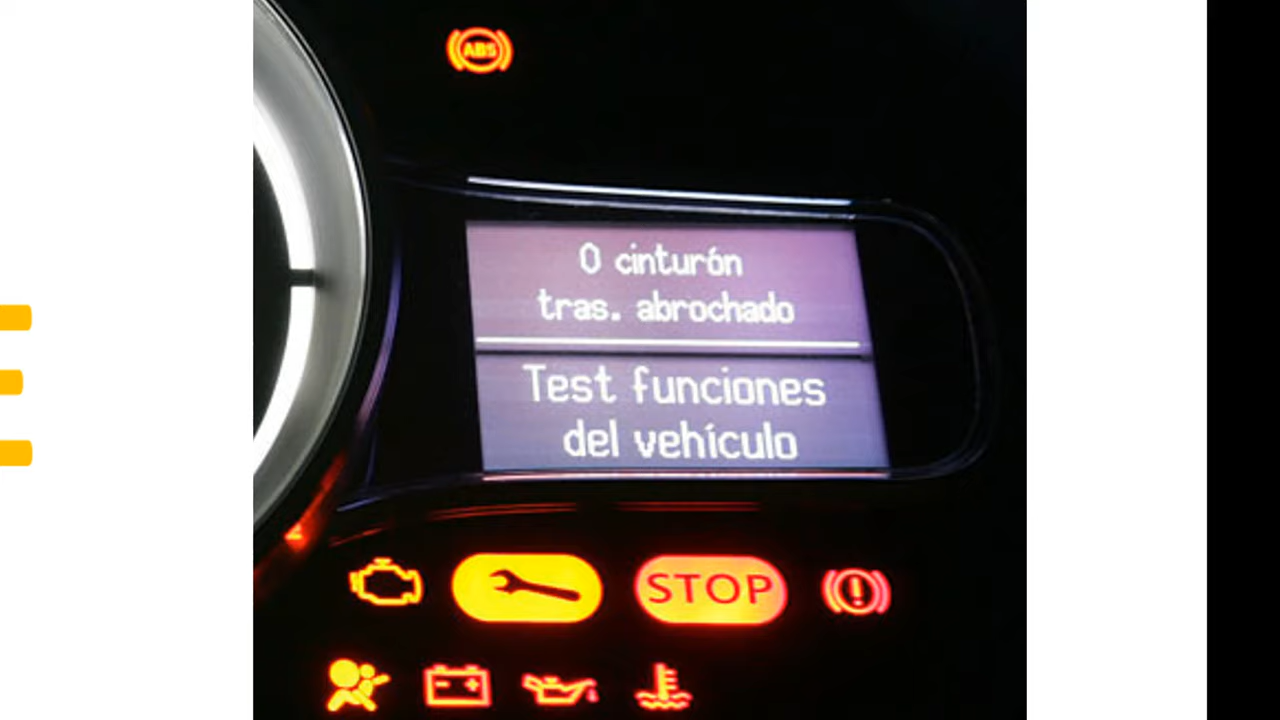 ABS
0 cinturón
tras. abrochado
Test funciones
del vehículo
STOP